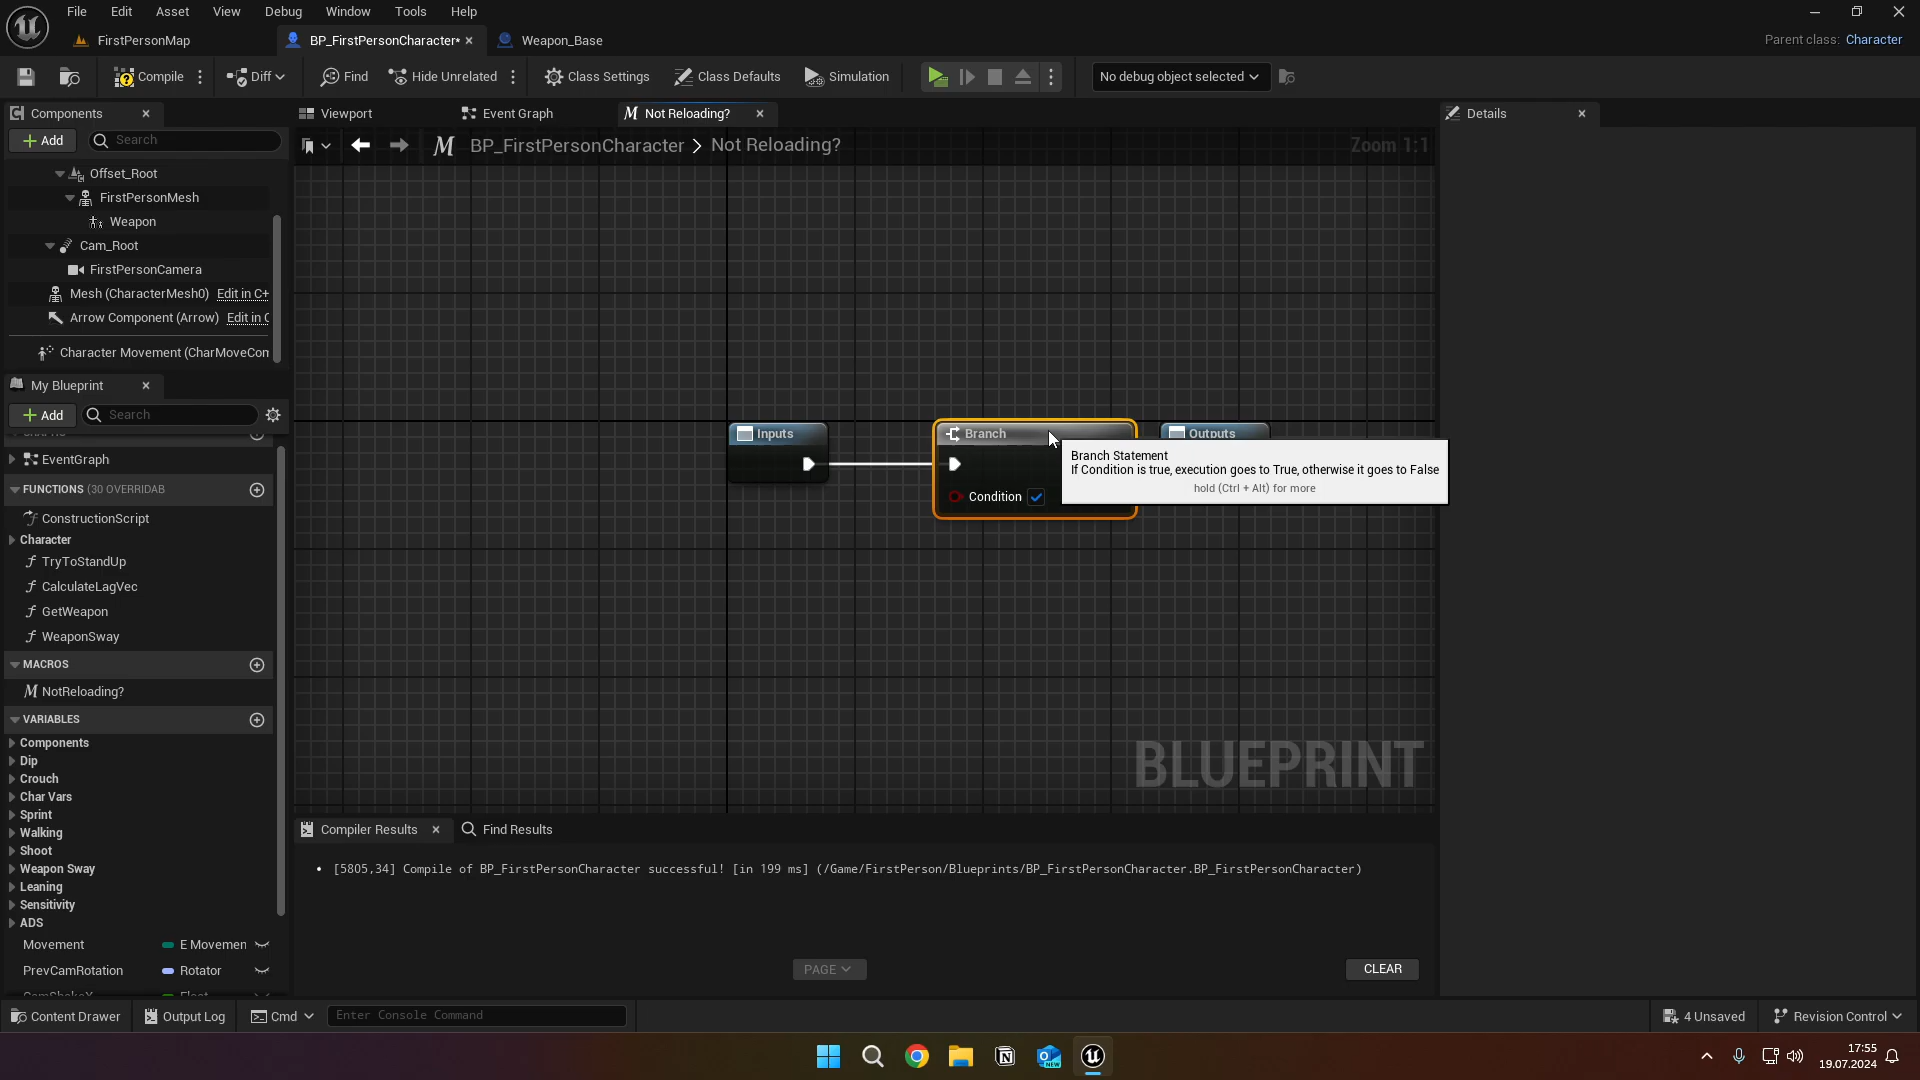 File Edit Asset View Debug Window Tools Help
FirstPersonMap BP_FirstPersonCharacter* Weapon_Base Parent class: Character
Compile Diff Find Hide Unrelated Class Settings Class Defaults Simulation No debug object selected
Components Viewport Event Graph Not Reloading? Details
Add Search
BP_FirstPersonCharacter > Not Reloading? Zoom 1:1
Offset_Root
FirstPersonMesh
Weapon
Cam_Root
FirstPersonCamera
Mesh (CharacterMesh0) Edit in C+
Arrow Component (Arrow) Edit in C
Character Movement (CharMoveCom
My Blueprint
Add Search
EventGraph
FUNCTIONS (30 OVERRIDAB
ConstructionScript
Character
TryToStandUp
CalculateLagVec
GetWeapon
WeaponSway
MACROS
NotReloading?
VARIABLES
Components
Dip
Crouch
Char Vars
Sprint
Walking
Shoot
Weapon Sway
Leaning
Sensitivity
ADS
Movement E Movemen
PrevCamRotation Rotator
Inputs Branch Outputs
Condition
Branch Statement
If Condition is true, execution goes to True, otherwise it goes to False
hold (Ctrl + Alt) for more
BLUEPRINT
Compiler Results Find Results
[5805,34] Compile of BP_FirstPersonCharacter successful! [in 199 ms] (/Game/FirstPerson/Blueprints/BP_FirstPersonCharacter.BP_FirstPersonCharacter)
PAGE CLEAR
Content Drawer Output Log Cmd Enter Console Command 4 Unsaved Revision Control
NEW
17:55
19.07.2024